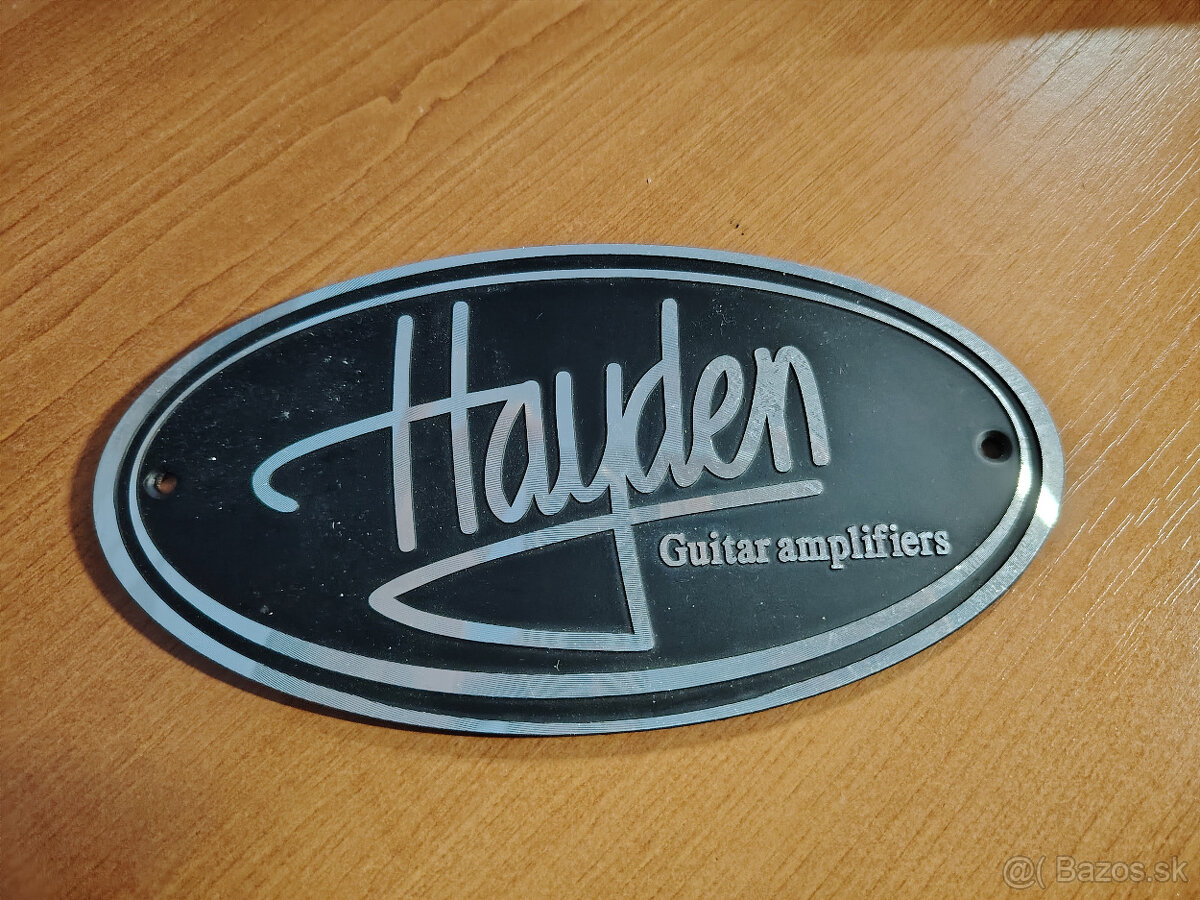 Hayden
Guitar amplifiers
@( Bazos.sk